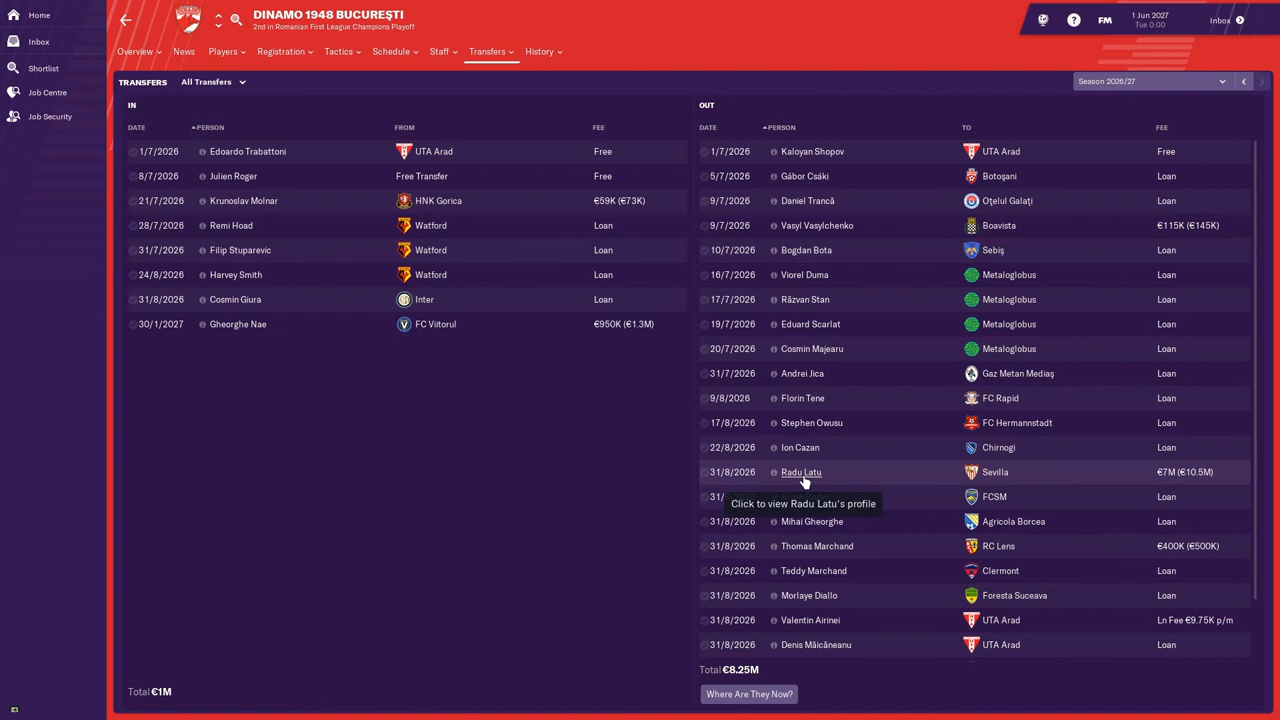 Home
Inbox
Shortlist
Job Centre
Job Security
DINAMO 1948 BUCUREŞTI
2nd in Romanian First League Champions Playoff
FM
1 Jun 2027
Tue 0:00
Inbox
Overview
News
Players
Registration
Tactics
Schedule
Staff
Transfers
History
TRANSFERS
All Transfers
Season 2026/27
IN
DATE PERSON FROM FEE
1/7/2026 Edoardo Trabattoni UTA Arad Free
8/7/2026 Julien Roger Free Transfer Free
21/7/2026 Krunoslav Molnar HNK Gorica €59K (€73K)
28/7/2026 Remi Hoad Watford Loan
31/7/2026 Filip Stuparevic Watford Loan
24/8/2026 Harvey Smith Watford Loan
31/8/2026 Cosmin Giura Inter Loan
30/1/2027 Gheorghe Nae FC Viitorul €950K (€1.3M)
Total €1M
OUT
DATE PERSON TO FEE
1/7/2026 Kaloyan Shopov UTA Arad Free
5/7/2026 Gábor Csáki Botoşani Loan
9/7/2026 Daniel Trancă Oţelul Galaţi Loan
9/7/2026 Vasyl Vasylchenko Boavista €115K (€145K)
10/7/2026 Bogdan Bota Sebiş Loan
16/7/2026 Viorel Duma Metaloglobus Loan
17/7/2026 Răzvan Stan Metaloglobus Loan
19/7/2026 Eduard Scarlat Metaloglobus Loan
20/7/2026 Cosmin Majearu Metaloglobus Loan
31/7/2026 Andrei Jica Gaz Metan Mediaş Loan
9/8/2026 Florin Tene FC Rapid Loan
17/8/2026 Stephen Owusu FC Hermannstadt Loan
22/8/2026 Ion Cazan Chirnogi Loan
31/8/2026 Radu Latu Sevilla €7M (€10.5M)
31/ FCSM Loan
Click to view Radu Latu's profile
31/8/2026 Mihai Gheorghe Agricola Borcea Loan
31/8/2026 Thomas Marchand RC Lens €400K (€500K)
31/8/2026 Teddy Marchand Clermont Loan
31/8/2026 Morlaye Diallo Foresta Suceava Loan
31/8/2026 Valentin Airinei UTA Arad Ln Fee €9.75K p/m
31/8/2026 Denis Măicăneanu UTA Arad Loan
Total €8.25M
Where Are They Now?